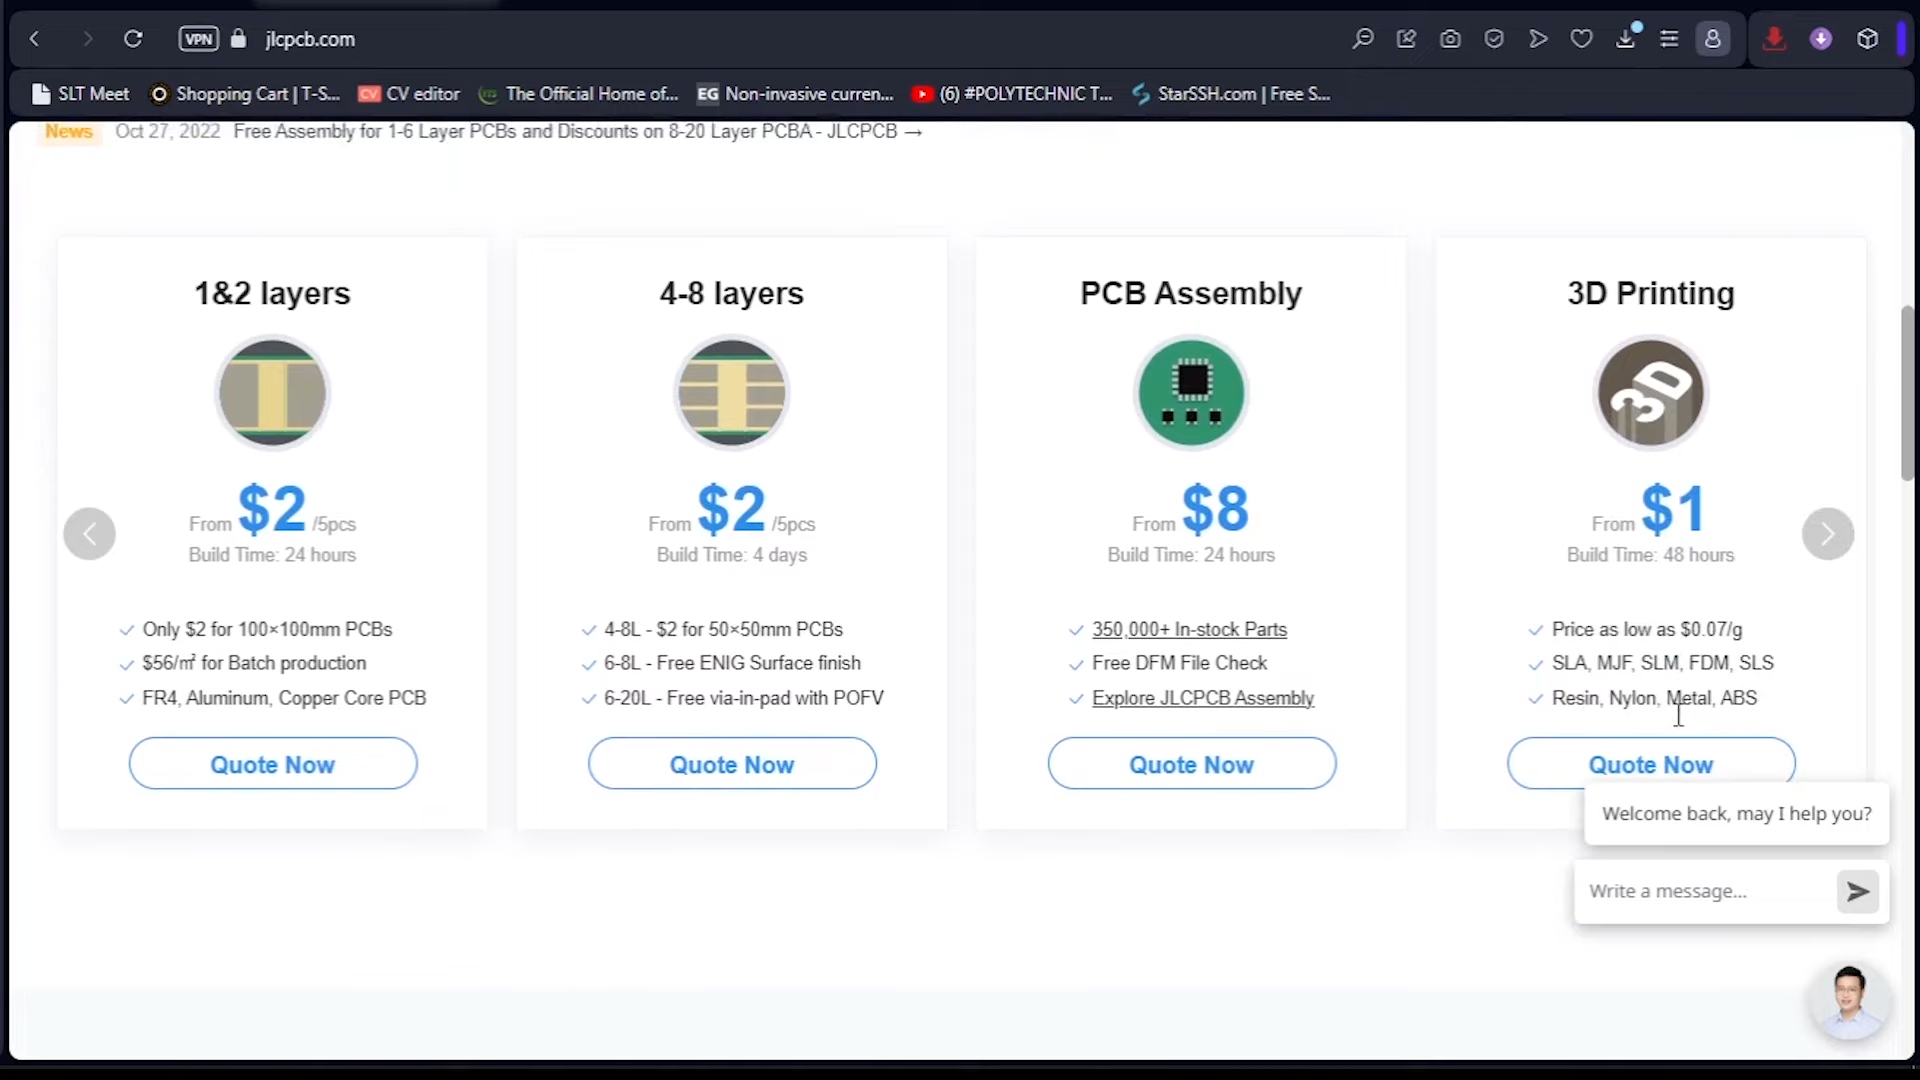 VPN jlcpcb.com
SLT Meet Shopping Cart | T-S... CV CV editor The Official Home of... EG Non-invasive curren... (6) #POLYTECHNIC T... StarSSH.com | Free S...
News Oct 27, 2022 Free Assembly for 1-6 Layer PCBs and Discounts on 8-20 Layer PCBA - JLCPCB →
1&2 layers
From $2 /5pcs
Build Time: 24 hours
Only $2 for 100×100mm PCBs
$56/㎡ for Batch production
FR4, Aluminum, Copper Core PCB
Quote Now
4-8 layers
From $2 /5pcs
Build Time: 4 days
4-8L - $2 for 50×50mm PCBs
6-8L - Free ENIG Surface finish
6-20L - Free via-in-pad with POFV
Quote Now
PCB Assembly
From $8
Build Time: 24 hours
350,000+ In-stock Parts
Free DFM File Check
Explore JLCPCB Assembly
Quote Now
3D Printing
3D
From $1
Build Time: 48 hours
Price as low as $0.07/g
SLA, MJF, SLM, FDM, SLS
Resin, Nylon, Metal, ABS
Quote Now
Welcome back, may I help you?
Write a message...